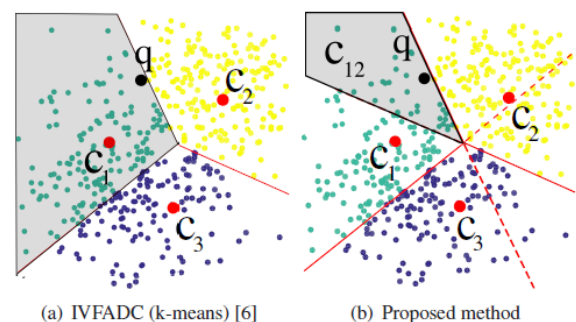 q
c₂
c₁
c₃
(a) IVFADC (k-means) [6]
c₁₂
q
c₂
c₁
c₃
(b) Proposed method